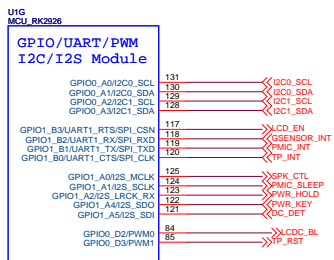 U1G
MCU_RK2926
GPIO/UART/PWM
I2C/I2S Module
GPIO0_A0/I2C0_SCL 131 I2C0_SCL
GPIO0_A1/I2C0_SDA 130 I2C0_SDA
GPIO0_A2/I2C1_SCL 129 I2C1_SCL
GPIO0_A3/I2C1_SDA 128 I2C1_SDA
GPIO1_B3/UART1_RTS/SPI_CSN 117 LCD_EN
GPIO1_B2/UART1_RX/SPI_RXD 118 GSENSOR_INT
GPIO1_B1/UART1_TX/SPI_TXD 119 PMIC_INT
GPIO1_B0/UART1_CTS/SPI_CLK 120 TP_INT
GPIO1_A0/I2S_MCLK 125 SPK_CTL
GPIO1_A1/I2S_SCLK 124 PMIC_SLEEP
GPIO1_A2/I2S_LRCK_RX 123 PWR_HOLD
GPIO1_A4/I2S_SDO 122 PWR_KEY
GPIO1_A5/I2S_SDI 121 DC_DET
GPIO0_D2/PWM0 84 LCDC_BL
GPIO0_D3/PWM1 85 TP_RST